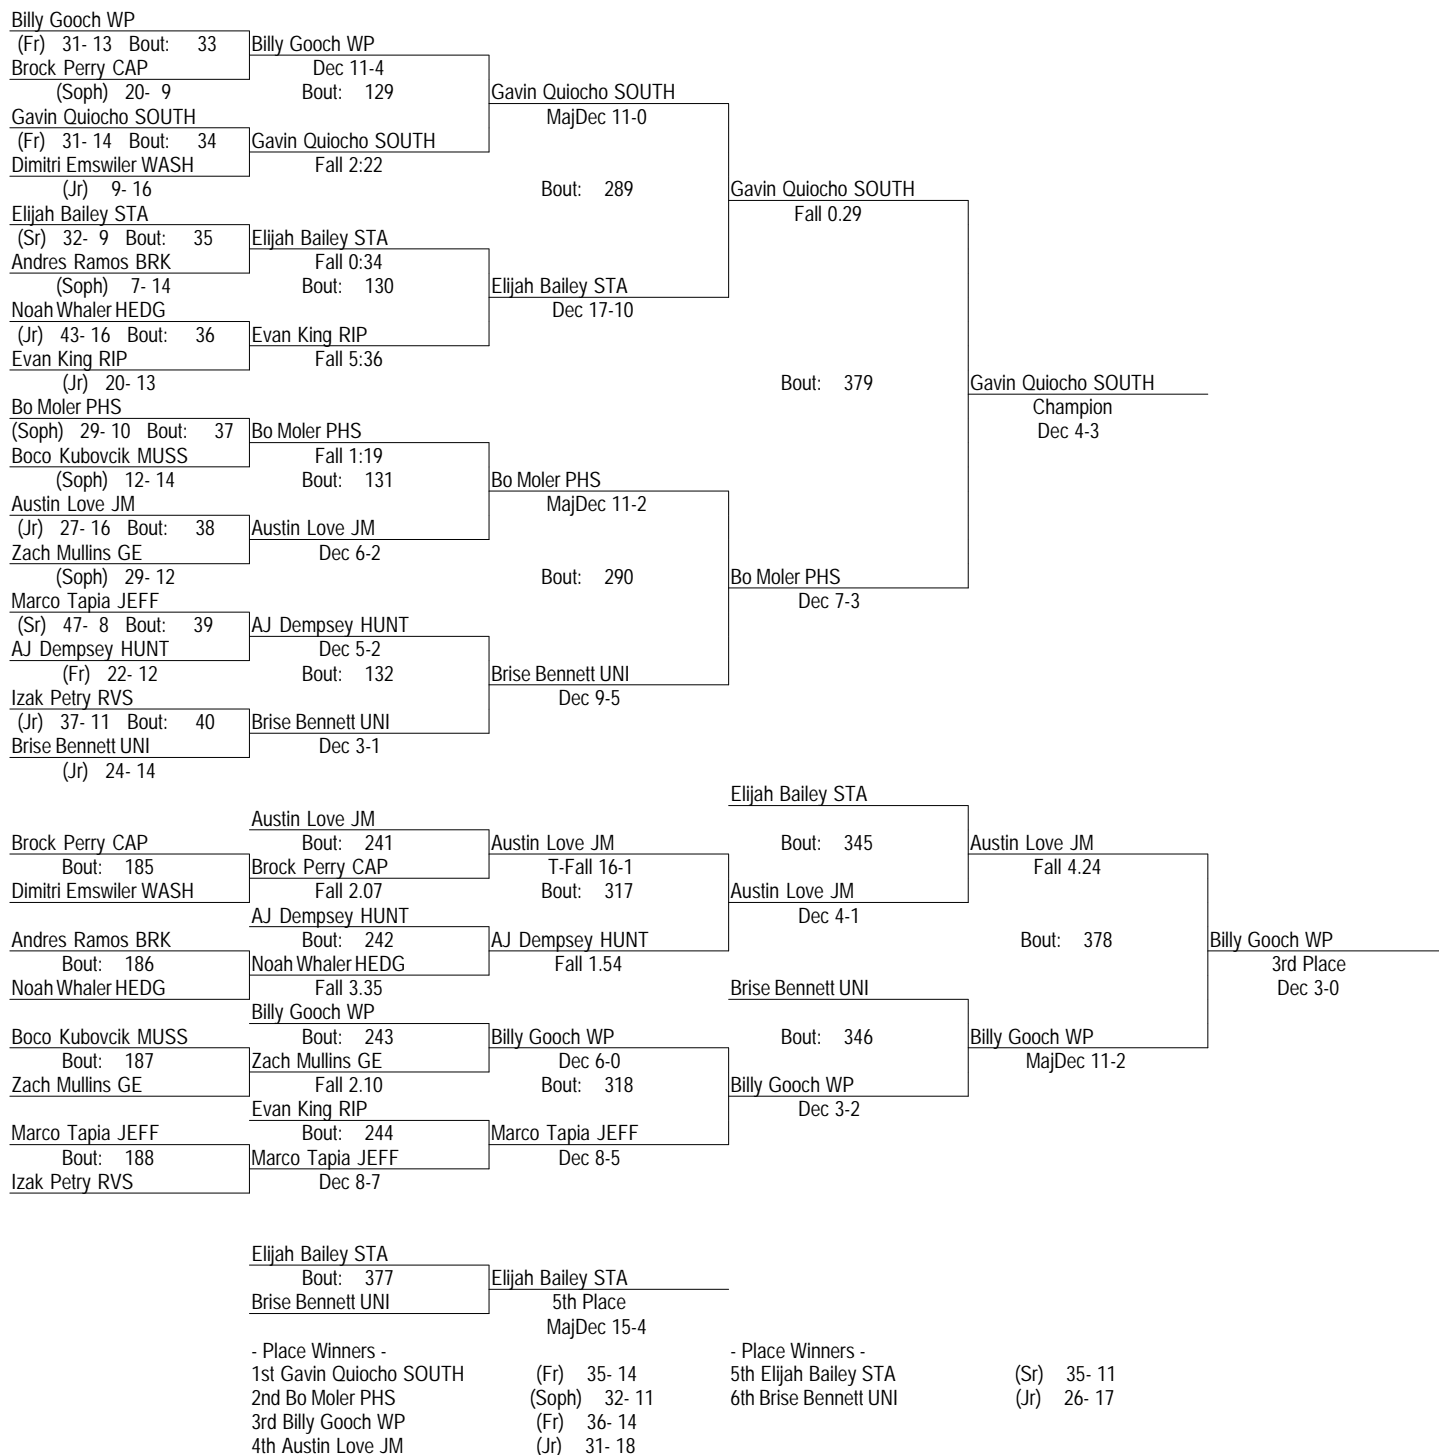 Billy Gooch WP
(Fr) 31- 13 Bout: 33 Billy Gooch WP
Brock Perry CAP Dec 11-4
(Soph) 20- 9 Bout: 129 Gavin Quiocho SOUTH
Gavin Quiocho SOUTH MajDec 11-0
(Fr) 31- 14 Bout: 34 Gavin Quiocho SOUTH
Dimitri Emswiler WASH Fall 2:22
(Jr) 9- 16 Bout: 289 Gavin Quiocho SOUTH
Elijah Bailey STA Fall 0.29
(Sr) 32- 9 Bout: 35 Elijah Bailey STA
Andres Ramos BRK Fall 0:34
(Soph) 7- 14 Bout: 130 Elijah Bailey STA
Noah Whaler HEDG Dec 17-10
(Jr) 43- 16 Bout: 36 Evan King RIP
Evan King RIP Fall 5:36
(Jr) 20- 13 Bout: 379 Gavin Quiocho SOUTH
Bo Moler PHS Champion
(Soph) 29- 10 Bout: 37 Bo Moler PHS Dec 4-3
Boco Kubovcik MUSS Fall 1:19
(Soph) 12- 14 Bout: 131 Bo Moler PHS
Austin Love JM MajDec 11-2
(Jr) 27- 16 Bout: 38 Austin Love JM
Zach Mullins GE Dec 6-2
(Soph) 29- 12 Bout: 290 Bo Moler PHS
Marco Tapia JEFF Dec 7-3
(Sr) 47- 8 Bout: 39 AJ Dempsey HUNT
AJ Dempsey HUNT Dec 5-2
(Fr) 22- 12 Bout: 132 Brise Bennett UNI
Izak Petry RVS Dec 9-5
(Jr) 37- 11 Bout: 40 Brise Bennett UNI
Brise Bennett UNI Dec 3-1
(Jr) 24- 14
Elijah Bailey STA
Austin Love JM
Brock Perry CAP Bout: 241 Austin Love JM Bout: 345 Austin Love JM
Bout: 185 Brock Perry CAP T-Fall 16-1 Fall 4.24
Dimitri Emswiler WASH Fall 2.07 Bout: 317 Austin Love JM
AJ Dempsey HUNT Dec 4-1
Andres Ramos BRK Bout: 242 AJ Dempsey HUNT Bout: 378 Billy Gooch WP
Bout: 186 Noah Whaler HEDG Fall 1.54 3rd Place
Noah Whaler HEDG Fall 3.35 Brise Bennett UNI Dec 3-0
Billy Gooch WP
Boco Kubovcik MUSS Bout: 243 Billy Gooch WP Bout: 346 Billy Gooch WP
Bout: 187 Zach Mullins GE Dec 6-0 MajDec 11-2
Zach Mullins GE Fall 2.10 Bout: 318 Billy Gooch WP
Evan King RIP Dec 3-2
Marco Tapia JEFF Bout: 244 Marco Tapia JEFF
Bout: 188 Marco Tapia JEFF Dec 8-5
Izak Petry RVS Dec 8-7
Elijah Bailey STA
Bout: 377 Elijah Bailey STA
Brise Bennett UNI 5th Place
MajDec 15-4
- Place Winners - - Place Winners -
1st Gavin Quiocho SOUTH (Fr) 35- 14 5th Elijah Bailey STA (Sr) 35- 11
2nd Bo Moler PHS (Soph) 32- 11 6th Brise Bennett UNI (Jr) 26- 17
3rd Billy Gooch WP (Fr) 36- 14
4th Austin Love JM (Jr) 31- 18